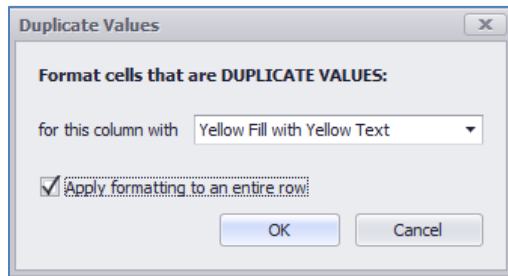 Duplicate Values
Format cells that are DUPLICATE VALUES:
for this column with Yellow Fill with Yellow Text
Apply formatting to an entire row
OK Cancel